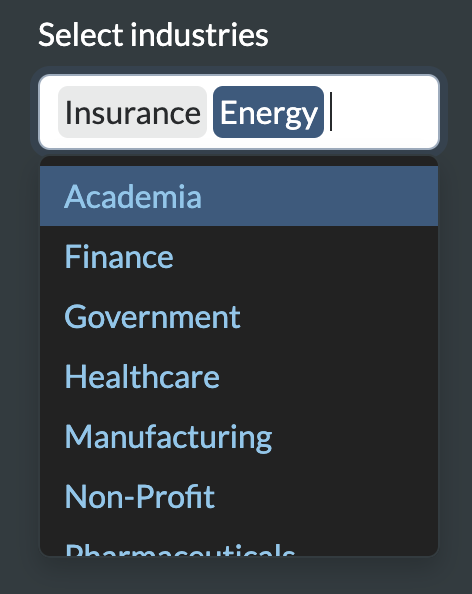 Select industries
Insurance Energy
Academia
Finance
Government
Healthcare
Manufacturing
Non-Profit
Pharmaceuticals